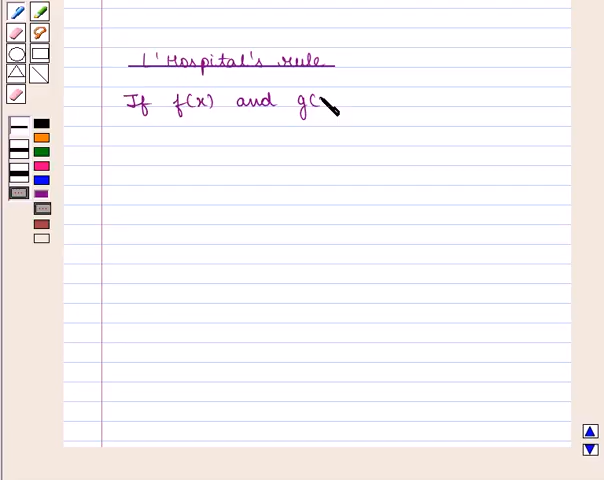 L'Hospital's rule
If f(x) and g(